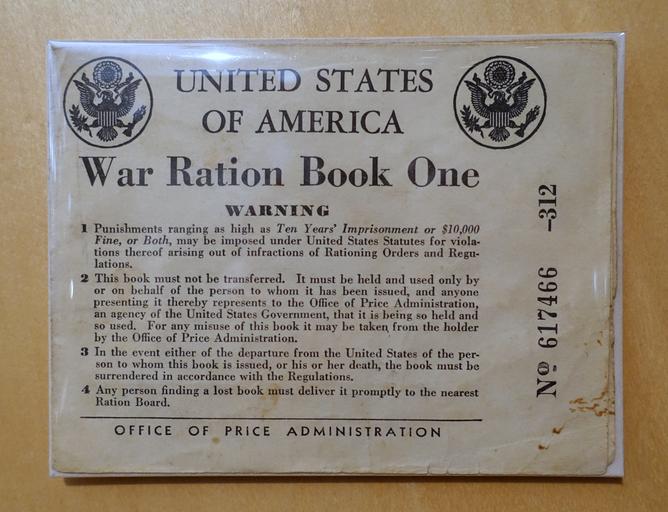 UNITED STATES
OF AMERICA
War Ration Book One
WARNING
1 Punishments ranging as high as Ten Years' Imprisonment or $10,000
Fine, or Both, may be imposed under United States Statutes for viola-
tions thereof arising out of infractions of Rationing Orders and Regu-
lations.
2 This book must not be transferred. It must be held and used only by
or on behalf of the person to whom it has been issued, and anyone
presenting it thereby represents to the Office of Price Administration,
an agency of the United States Government, that it is being so held and
so used. For any misuse of this book it may be taken from the holder
by the Office of Price Administration.
3 In the event either of the departure from the United States of the per-
son to whom this book is issued, or his or her death, the book must be
surrendered in accordance with the Regulations.
4 Any person finding a lost book must deliver it promptly to the nearest
Ration Board.
OFFICE OF PRICE ADMINISTRATION
Nº 617466 -312